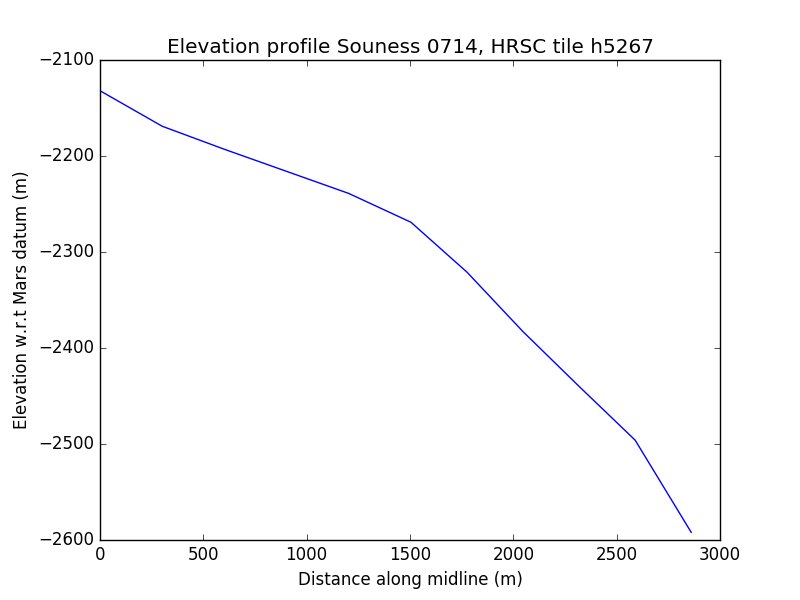 Elevation profile Souness 0714, HRSC tile h5267
−2100
−2200
−2300
−2400
−2500
−2600
Elevation w.r.t Mars datum (m)
0 500 1000 1500 2000 2500 3000
Distance along midline (m)